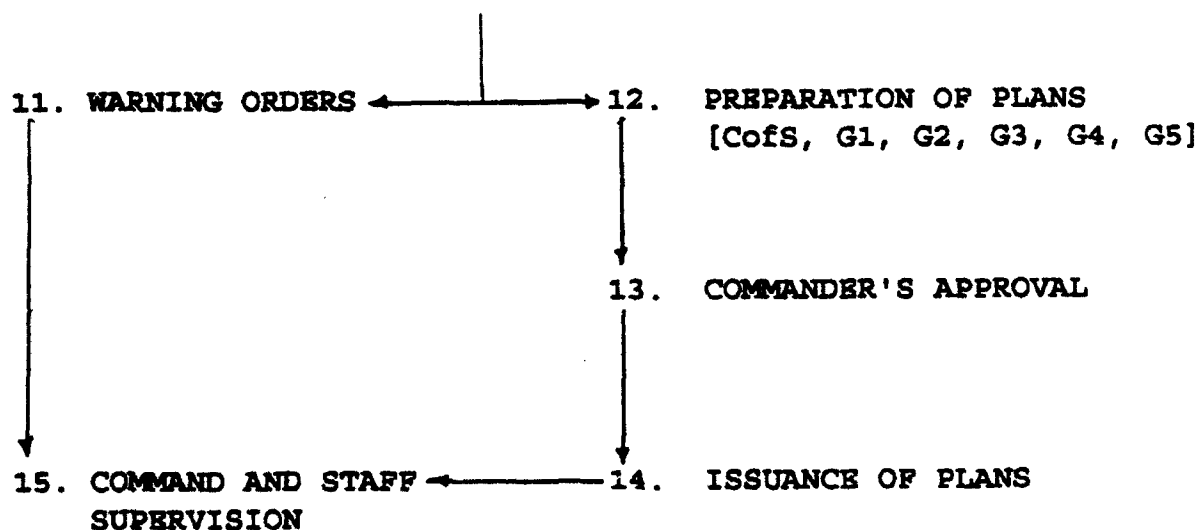 11. WARNING ORDERS
12. PREPARATION OF PLANS
[CofS, G1, G2, G3, G4, G5]
13. COMMANDER'S APPROVAL
15. COMMAND AND STAFF
SUPERVISION
14. ISSUANCE OF PLANS